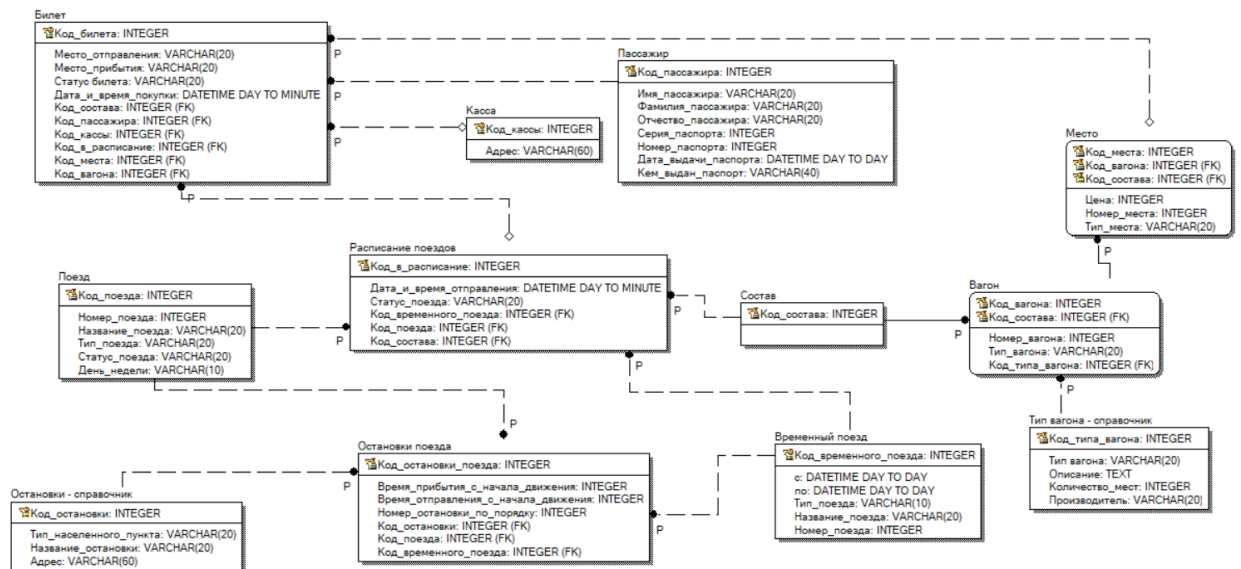 Билет
Код_билета: INTEGER
Место_отправления: VARCHAR(20)
Место_прибытия: VARCHAR(20)
Статус билета: VARCHAR(20)
Дата_и_время_покупки: DATETIME DAY TO MINUTE
Код_состава: INTEGER (FK)
Код_пассажира: INTEGER (FK)
Код_кассы: INTEGER (FK)
Код_в_расписание: INTEGER (FK)
Код_места: INTEGER (FK)
Код_вагона: INTEGER (FK)
P
P
P
P
Пассажир
Код_пассажира: INTEGER
Имя_пассажира: VARCHAR(20)
Фамилия_пассажира: VARCHAR(20)
Отчество_пассажира: VARCHAR(20)
Серия_паспорта: INTEGER
Номер_паспорта: INTEGER
Дата_выдачи_паспорта: DATETIME DAY TO DAY
Кем_выдан_паспорт: VARCHAR(40)
Касса
Код_кассы: INTEGER
Адрес: VARCHAR(60)
Место
Код_места: INTEGER
Код_вагона: INTEGER (FK)
Код_состава: INTEGER (FK)
Цена: INTEGER
Номер_места: INTEGER
Тип_места: VARCHAR(20)
P
Расписание поездов
Код_в_расписание: INTEGER
Дата_и_время_отправления: DATETIME DAY TO MINUTE
Статус_поезда: VARCHAR(20)
Код_временного_поезда: INTEGER (FK)
Код_поезда: INTEGER (FK)
Код_состава: INTEGER (FK)
P
P
P
Поезд
Код_поезда: INTEGER
Номер_поезда: INTEGER
Название_поезда: VARCHAR(20)
Тип_поезда: VARCHAR(20)
Статус_поезда: VARCHAR(20)
День_недели: VARCHAR(10)
Состав
Код_состава: INTEGER
Вагон
Код_вагона: INTEGER
Код_состава: INTEGER (FK)
Номер_вагона: INTEGER
Тип_вагона: VARCHAR(20)
Код_типа_вагона: INTEGER (FK)
P
P
Тип вагона - справочник
Код_типа_вагона: INTEGER
Тип вагона: VARCHAR(20)
Описание: TEXT
Количество_мест: INTEGER
Производитель: VARCHAR(20)
Остановки поезда
Код_остановки_поезда: INTEGER
Время_прибытия_с_начала_движения: INTEGER
Время_отправления_с_начала_движения: INTEGER
Номер_остановки_по_порядку: INTEGER
Код_остановки: INTEGER (FK)
Код_поезда: INTEGER (FK)
Код_временного_поезда: INTEGER (FK)
P
P
P
Временный поезд
Код_временного_поезда: INTEGER
с: DATETIME DAY TO DAY
по: DATETIME DAY TO DAY
Тип_поезда: VARCHAR(10)
Название_поезда: VARCHAR(20)
Номер_поезда: INTEGER
Остановки - справочник
Код_остановки: INTEGER
Тип_населенного_пункта: VARCHAR(20)
Название_остановки: VARCHAR(20)
Адрес: VARCHAR(60)